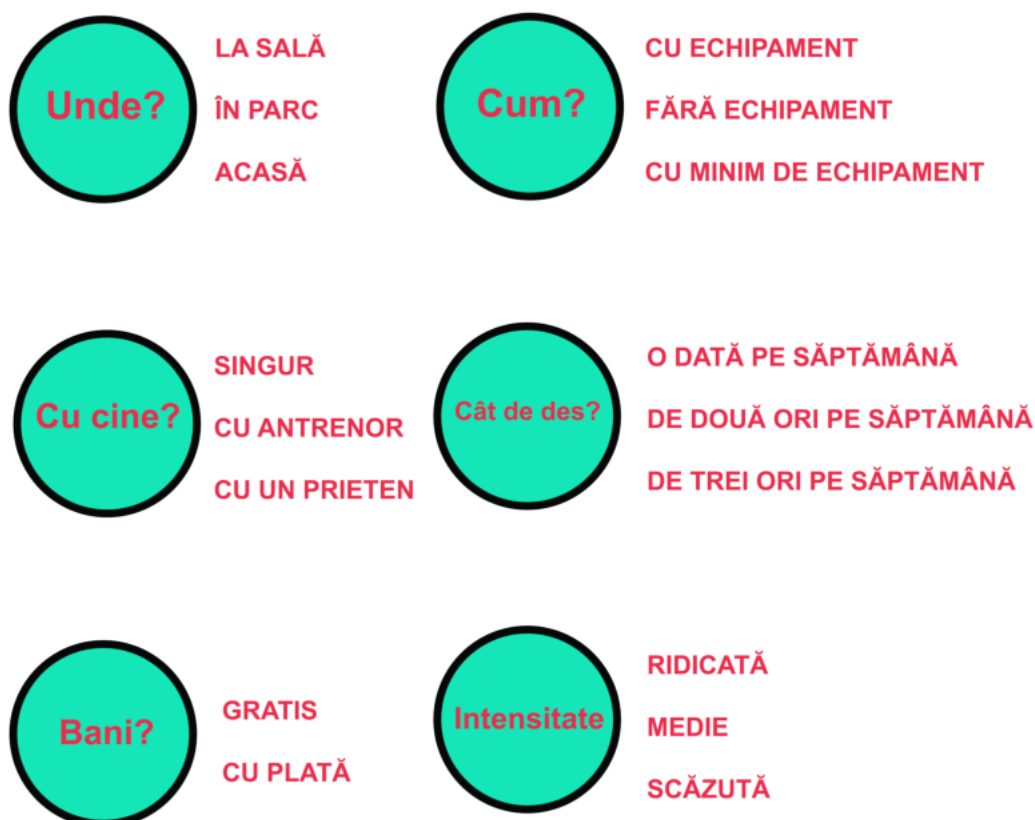 Unde?
LA SALĂ
ÎN PARC
ACASĂ
Cum?
CU ECHIPAMENT
FĂRĂ ECHIPAMENT
CU MINIM DE ECHIPAMENT
Cu cine?
SINGUR
CU ANTRENOR
CU UN PRIETEN
Cât de des?
O DATĂ PE SĂPTĂMÂNĂ
DE DOUĂ ORI PE SĂPTĂMÂNĂ
DE TREI ORI PE SĂPTĂMÂNĂ
Bani?
GRATIS
CU PLATĂ
Intensitate
RIDICATĂ
MEDIE
SCĂZUTĂ